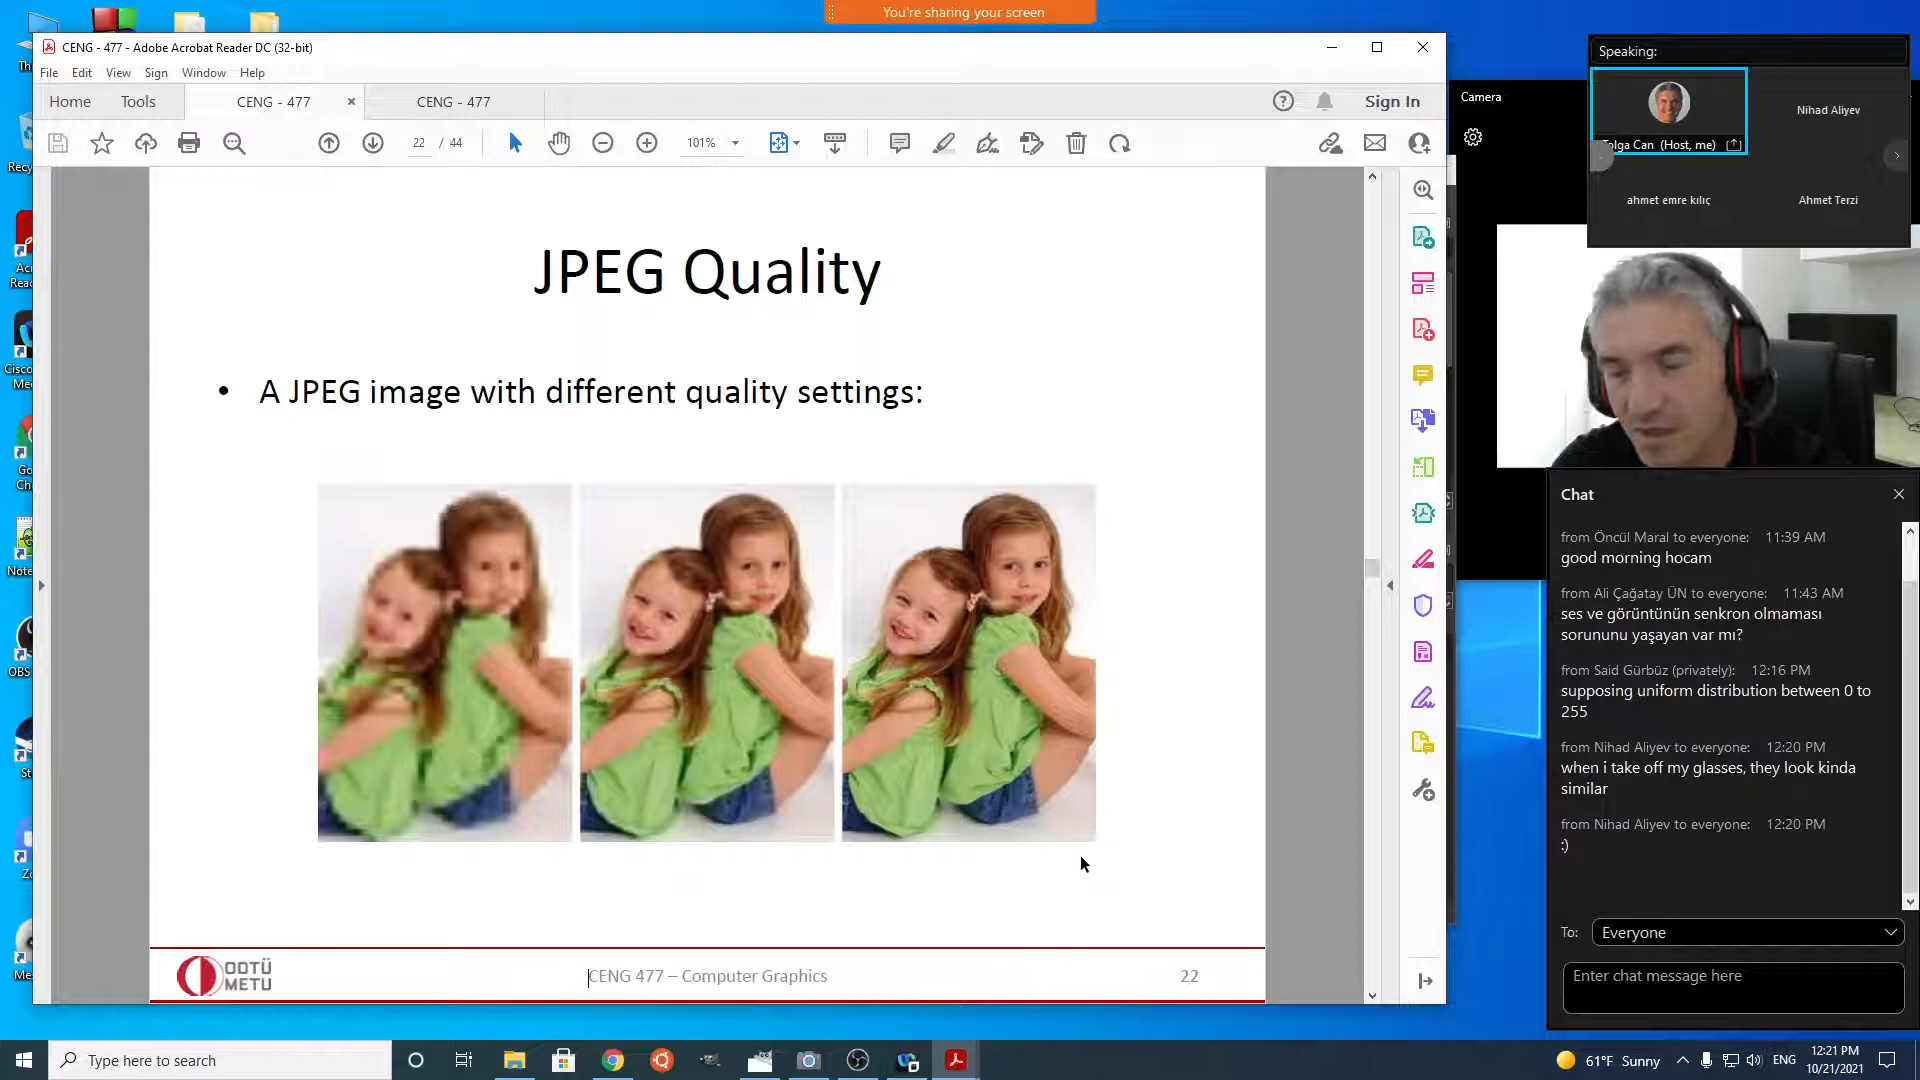 You're sharing your screen
CENG - 477 - Adobe Acrobat Reader DC (32-bit)
File Edit View Sign Window Help
Home Tools CENG - 477 CENG - 477 Sign In
22 / 44 101%
JPEG Quality
• A JPEG image with different quality settings:
ODTÜ
METU
CENG 477 – Computer Graphics
22
Camera
Speaking:
Nihad Aliyev
Tolga Can (Host, me)
ahmet emre kılıç
Ahmet Terzi
Chat
from Öncül Maral to everyone: 11:39 AM
good morning hocam
from Ali Çağatay ÜN to everyone: 11:43 AM
ses ve görüntünün senkron olmaması
sorununu yaşayan var mı?
from Said Gürbüz (privately): 12:16 PM
supposing uniform distribution between 0 to
255
from Nihad Aliyev to everyone: 12:20 PM
when i take off my glasses, they look kinda
similar
from Nihad Aliyev to everyone: 12:20 PM
:)
To: Everyone
Enter chat message here
Type here to search
61°F Sunny
ENG
12:21 PM
10/21/2021